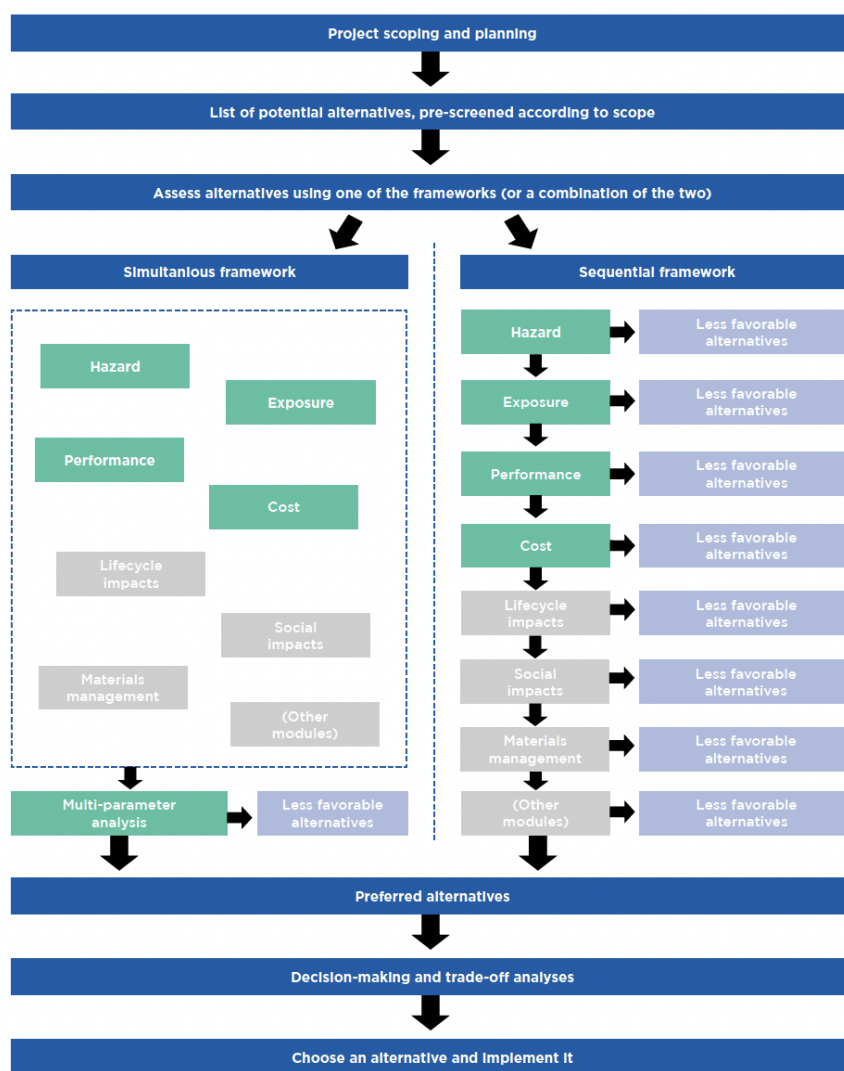 Project scoping and planning
List of potential alternatives, pre-screened according to scope
Assess alternatives using one of the frameworks (or a combination of the two)
Simultanious framework
Hazard
Exposure
Performance
Cost
Lifecycle
impacts
Social
impacts
Materials
management
(Other
modules)
Multi-parameter
analysis
Less favorable
alternatives
Sequential framework
Hazard
Less favorable
alternatives
Exposure
Less favorable
alternatives
Performance
Less favorable
alternatives
Cost
Less favorable
alternatives
Lifecycle
impacts
Less favorable
alternatives
Social
impacts
Less favorable
alternatives
Materials
management
Less favorable
alternatives
(Other
modules)
Less favorable
alternatives
Preferred alternatives
Decision-making and trade-off analyses
Choose an alternative and implement it